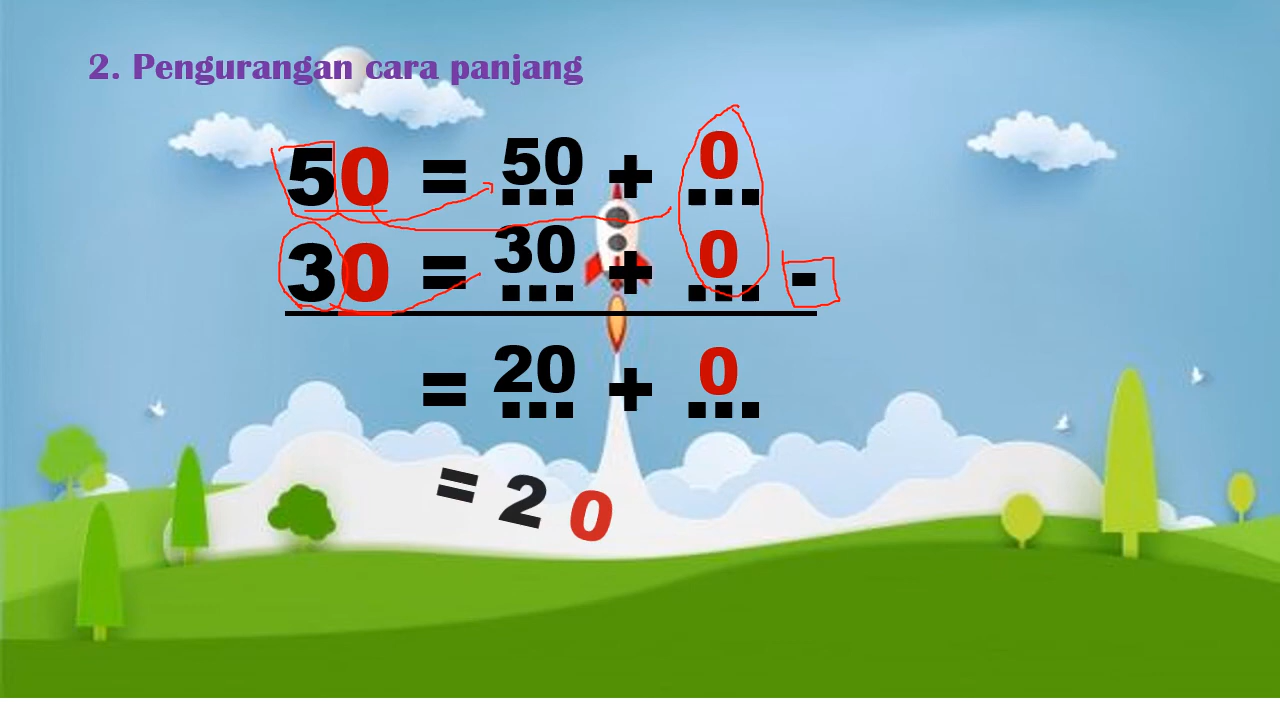 2. Pengurangan cara panjang
50 = 50 + 0
... ...
30 = 30 + 0 -
... ...
= 20 + 0
... ...
= 20